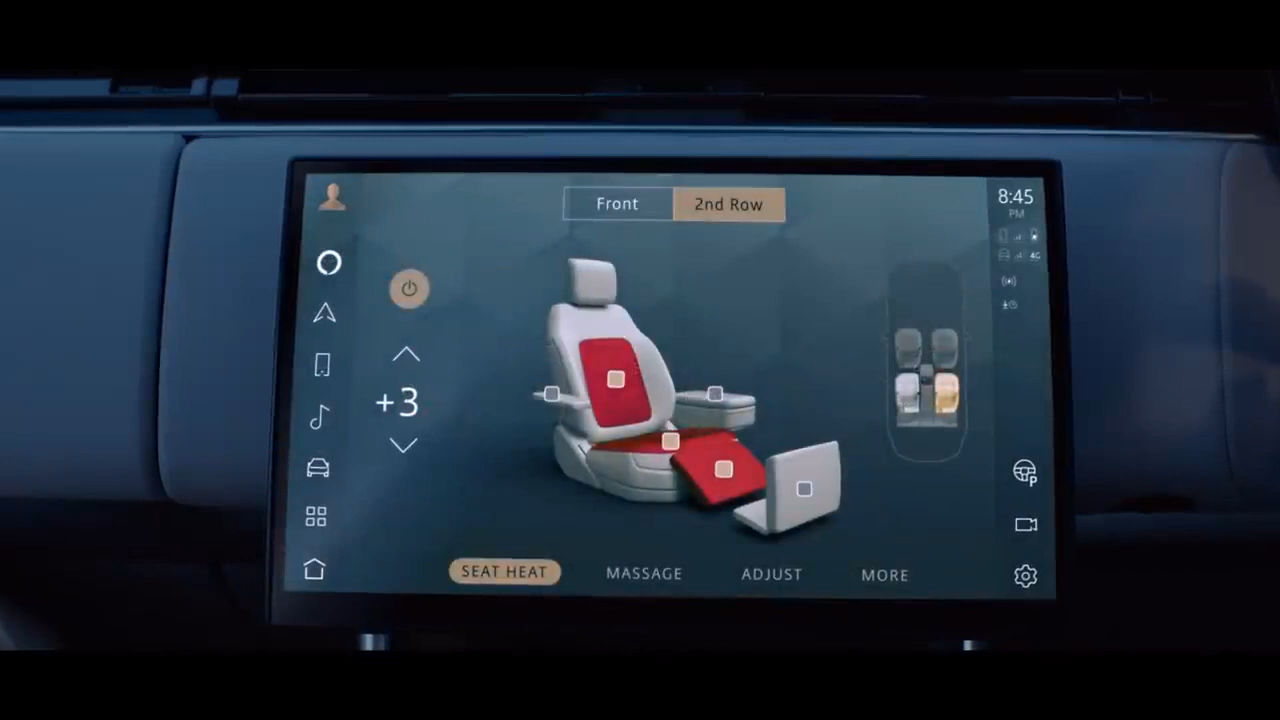 Front
2nd Row
8:45
PM
4G
+3
P
SEAT HEAT
MASSAGE
ADJUST
MORE